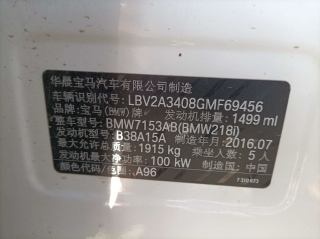 华晨宝马汽车有限公司制造
车辆识别代号: LBV2A3408GMF69456
品牌: 宝马(BMW)牌 发动机排量: 1499 ml
整车型号: BMW7153AB(BMW218i)
发动机型号: B38A15A 制造年月: 2016.07
最大允许总质量: 1915 kg 乘坐人数: 5 人
发动机最大净功率: 100 kW 制造国: 中国
颜色代码: A96